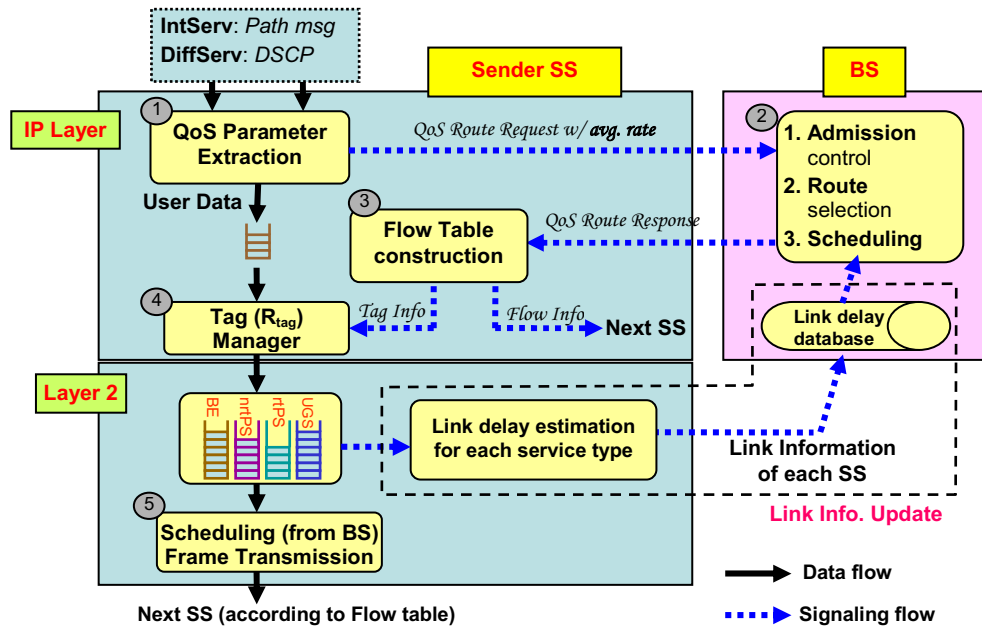 IntServ: Path msg
DiffServ: DSCP
Sender SS
BS
IP Layer
1
QoS Parameter
Extraction
QoS Route Request w/ avg. rate
2
1. Admission
control
2. Route
selection
3. Scheduling
User Data
3
Flow Table
construction
QoS Route Response
4
Tag (Rtag)
Manager
Tag Info
Flow Info
Next SS
Link delay
database
Layer 2
BE
nrtPS
rtPS
UGS
Link delay estimation
for each service type
Link Information
of each SS
Link Info. Update
5
Scheduling (from BS)
Frame Transmission
Next SS (according to Flow table)
Data flow
Signaling flow